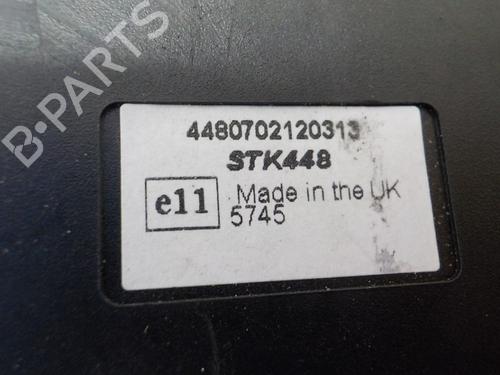 B-PARTS
4480702120313
STK448
e11
Made in the UK
5745